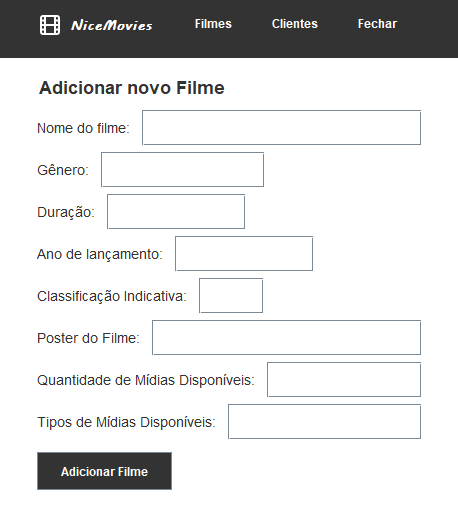 NiceMovies Filmes Clientes Fechar
Adicionar novo Filme
Nome do filme:
Gênero:
Duração:
Ano de lançamento:
Classificação Indicativa:
Poster do Filme:
Quantidade de Mídias Disponíveis:
Tipos de Mídias Disponíveis:
Adicionar Filme